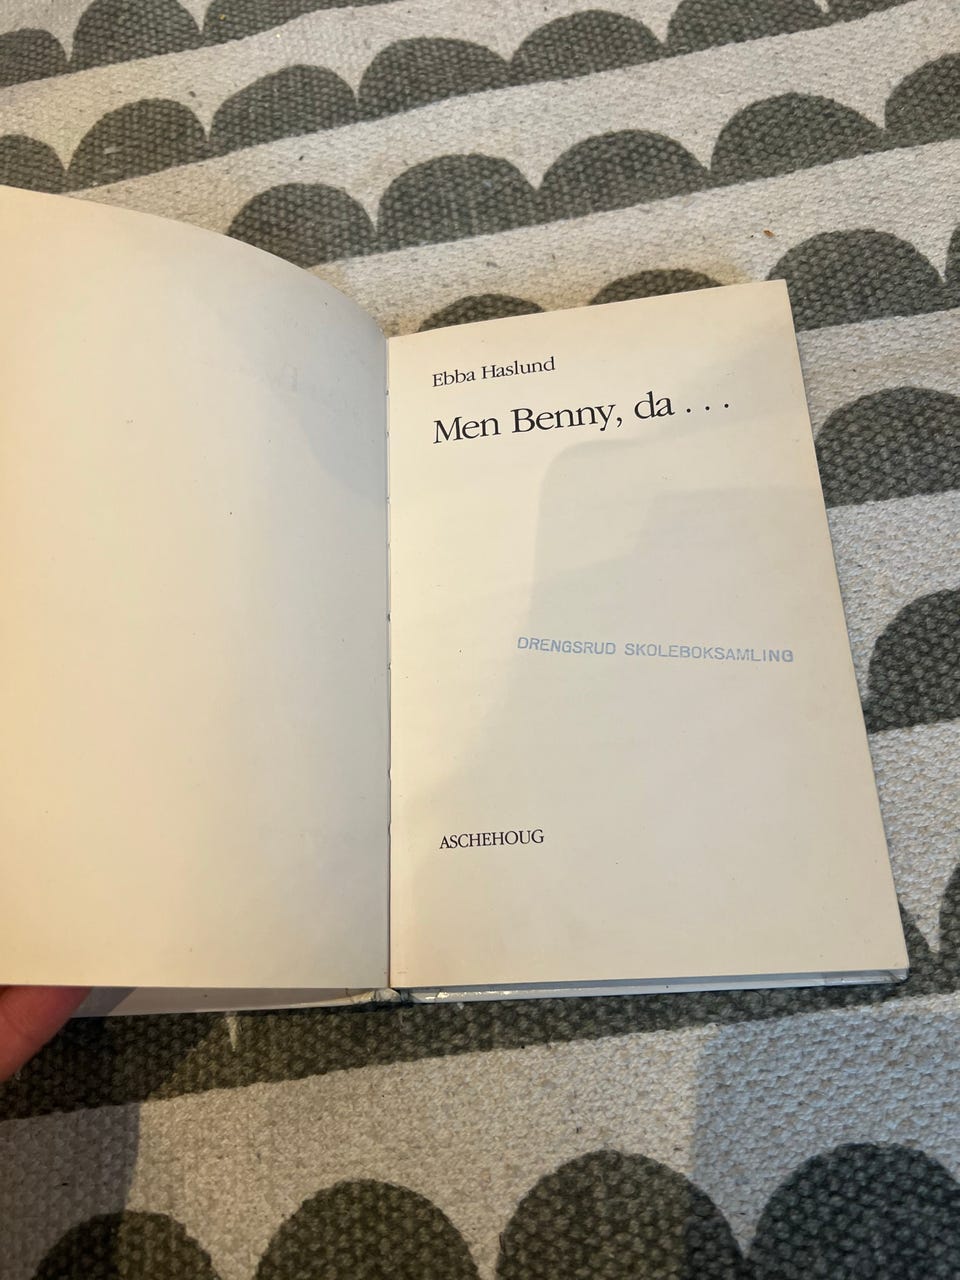 Ebba Haslund
Men Benny, da . . .
DRENGSRUD SKOLEBOKSAMLING
ASCHEHOUG